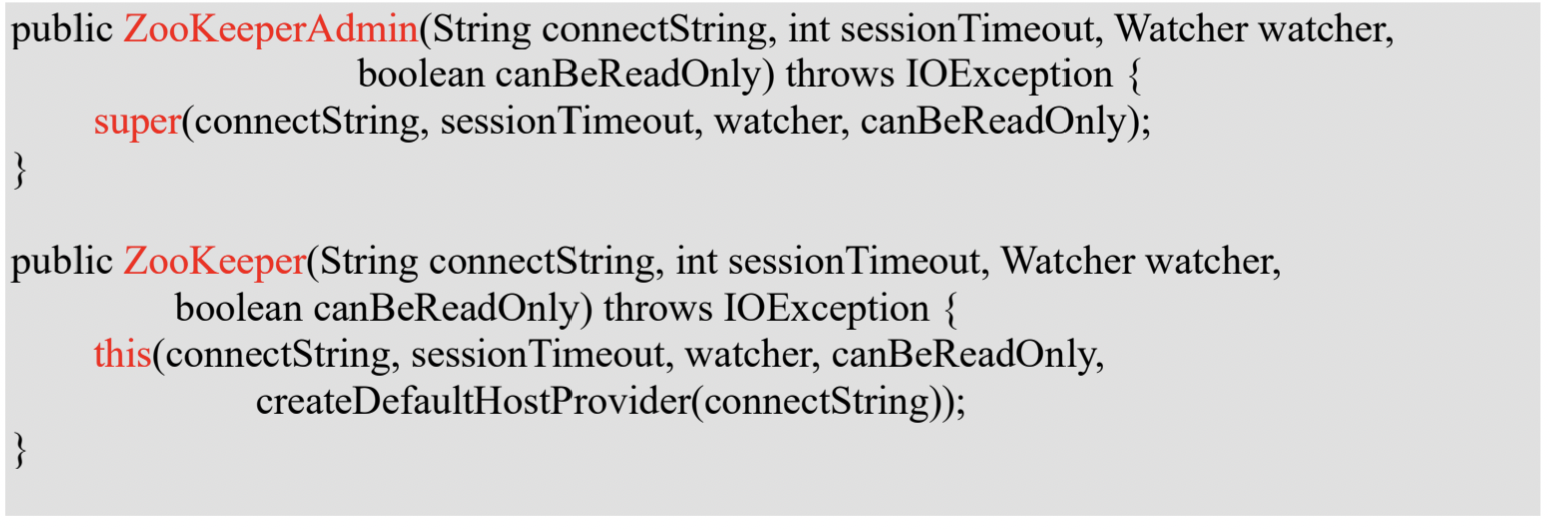 public ZooKeeperAdmin(String connectString, int sessionTimeout, Watcher watcher,
boolean canBeReadOnly) throws IOException {
super(connectString, sessionTimeout, watcher, canBeReadOnly);
}
public ZooKeeper(String connectString, int sessionTimeout, Watcher watcher,
boolean canBeReadOnly) throws IOException {
this(connectString, sessionTimeout, watcher, canBeReadOnly,
createDefaultHostProvider(connectString));
}